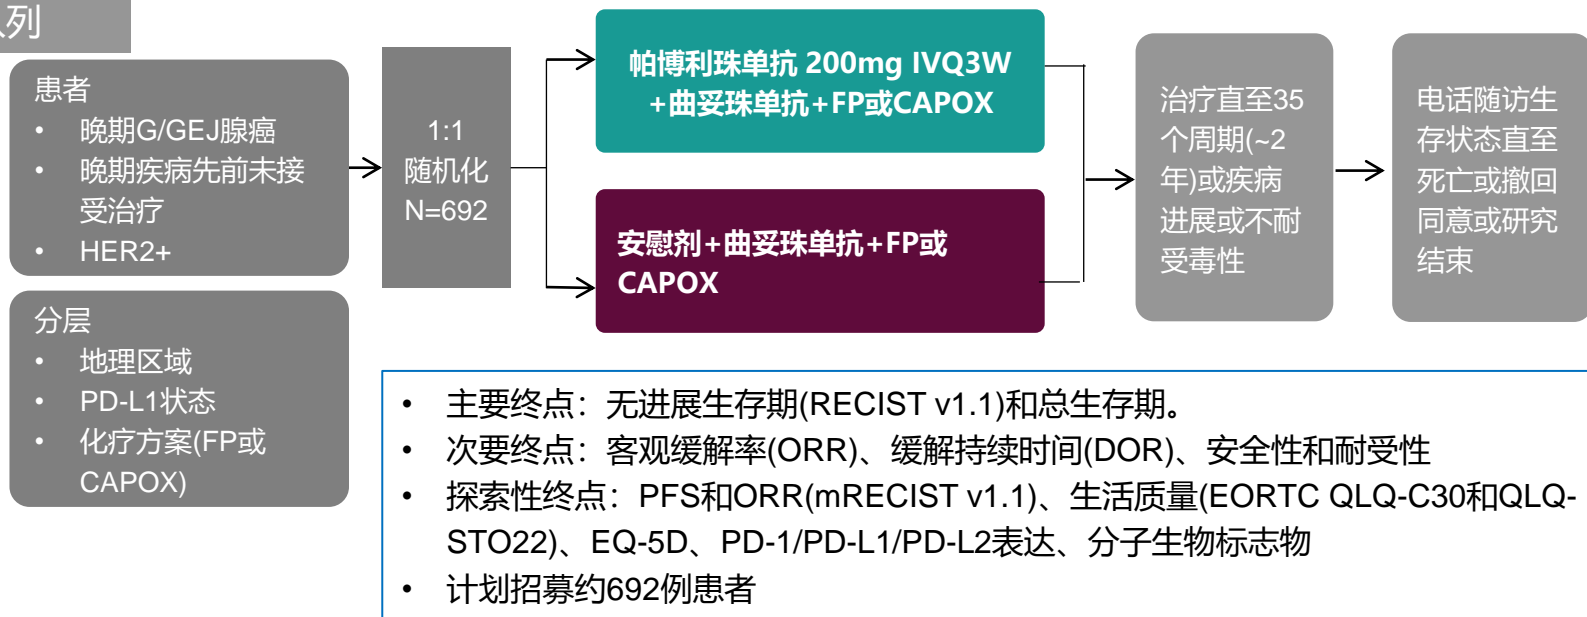 列
患者
• 晚期G/GEJ腺癌
• 晚期疾病先前未接
受治疗
• HER2+
分层
• 地理区域
• PD-L1状态
• 化疗方案(FP或
CAPOX)
1:1
随机化
N=692
帕博利珠单抗 200mg IVQ3W
+曲妥珠单抗+FP或CAPOX
安慰剂+曲妥珠单抗+FP或
CAPOX
治疗直至35
个周期(~2
年)或疾病
进展或不耐
受毒性
电话随访生
存状态直至
死亡或撤回
同意或研究
结束
• 主要终点：无进展生存期(RECIST v1.1)和总生存期。
• 次要终点：客观缓解率(ORR)、缓解持续时间(DOR)、安全性和耐受性
• 探索性终点：PFS和ORR(mRECIST v1.1)、生活质量(EORTC QLQ-C30和QLQ-
STO22)、EQ-5D、PD-1/PD-L1/PD-L2表达、分子生物标志物
• 计划招募约692例患者